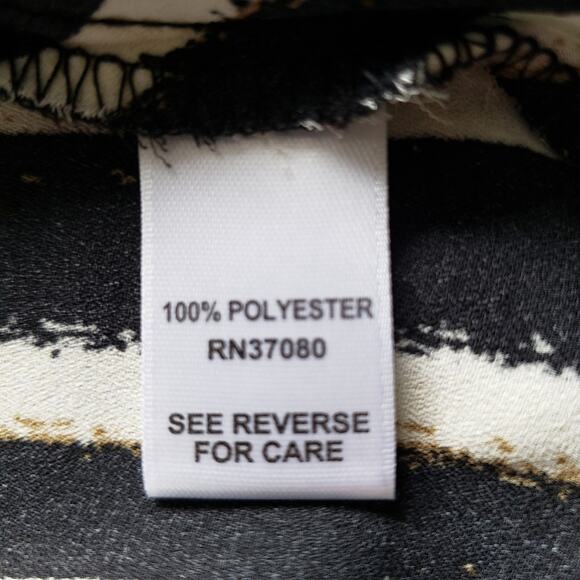 100% POLYESTER
RN37080
SEE REVERSE
FOR CARE